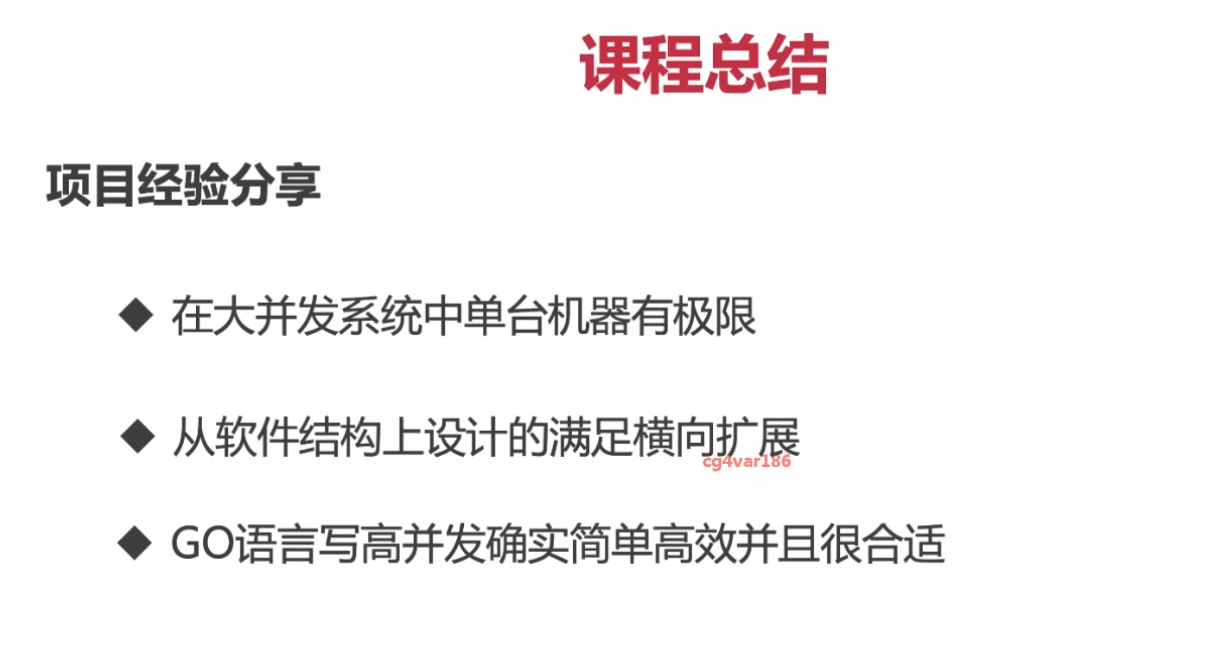 课程总结
项目经验分享
◆ 在大并发系统中单台机器有极限
◆ 从软件结构上设计的满足横向扩展
cg4var186
◆ GO语言写高并发确实简单高效并且很合适